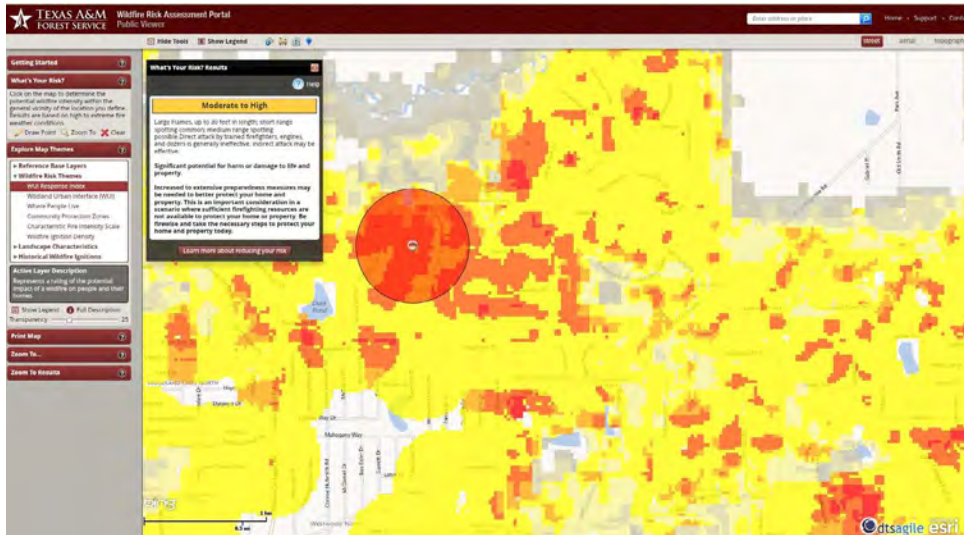 TEXAS A&M
FOREST SERVICE
Wildfire Risk Assessment Portal
Public Viewer
Enter address or place
Home - Support -
Hide Tools
Show Legend
street
aerial
Getting Started
What's Your Risk?
Click on the map to determine the
potential wildfire intensity within the
general vicinity of the location you define.
Results are based on high to extreme fire
weather conditions.
Draw Point
Zoom To
Clear
Explore Map Themes
Reference Base Layers
Wildfire Risk Themes
WUI Response Index
Wildland Urban Interface (WUI)
Where People Live
Community Protection Zones
Characteristic Fire Intensity Scale
Wildfire Ignition Density
Landscape Characteristics
Historical Wildfire Ignitions
Active Layer Description
Represents a rating of the potential
impact of a wildfire on people and their
homes
Show Legend
Full Description
Transparency
25
Print Map
Zoom To...
Zoom To Results
What's Your Risk? Results
Help
Moderate to High
Large Flames, up to 30 feet in length; short range
spotting common; medium range spotting
possible.Direct attack by trained firefighters, engines,
and dozers is generally ineffective. Indirect attack may be
effective.
Significant potential for harm or damage to life and
property.
Increased to extensive preparedness measures may
be needed to better protect your home and
property. This is an important consideration in a
scenario where sufficient firefighting resources are
not available to protect your home or property. Be
firewise and take the necessary steps to protect your
home and property today.
Learn more about reducing your risk
Pond
Mahogany Way
bing
0.5 mi
dtsagile esri